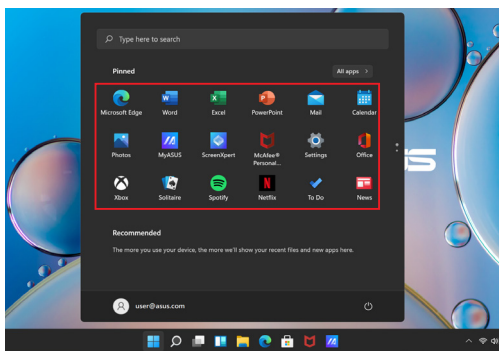 Type here to search
Pinned
All apps >
Microsoft Edge
Word
Excel
PowerPoint
Mail
Calendar
Photos
MyASUS
ScreenXpert
McAfee®
Personal...
Settings
Office
Xbox
Solitaire
Spotify
Netflix
To Do
News
Recommended
The more you use your device, the more we'll show your recent files and new apps here.
user@asus.com